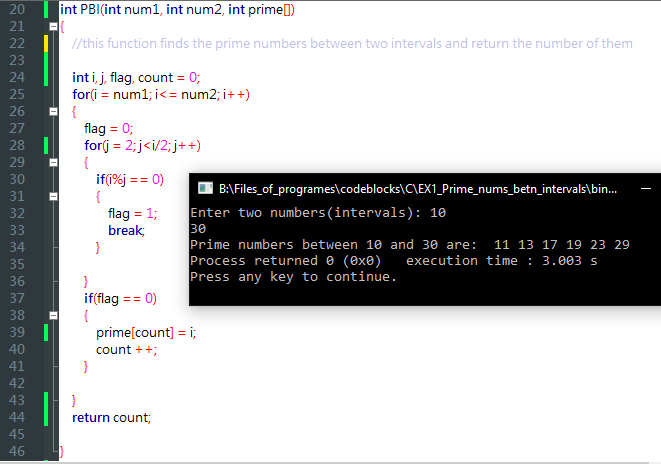 20 int PBI(int num1, int num2, int prime[])
21 {
22 //this function finds the prime numbers between two intervals and return the number of them
23
24 int i, j, flag, count = 0;
25 for(i = num1; i<= num2; i++)
26 {
27 flag = 0;
28 for(j = 2; j<i/2; j++)
29 {
30 if(i%j == 0)
31 {
32 flag = 1;
33 break;
34 }
35
36 }
37 if(flag == 0)
38 {
39 prime[count] = i;
40 count ++;
41 }
42
43 }
44 return count;
45
46 }
B:\Files_of_programes\codeblocks\C\EX1_Prime_nums_betn_intervals\bin...
Enter two numbers(intervals): 10
30
Prime numbers between 10 and 30 are:  11 13 17 19 23 29
Process returned 0 (0x0)   execution time : 3.003 s
Press any key to continue.